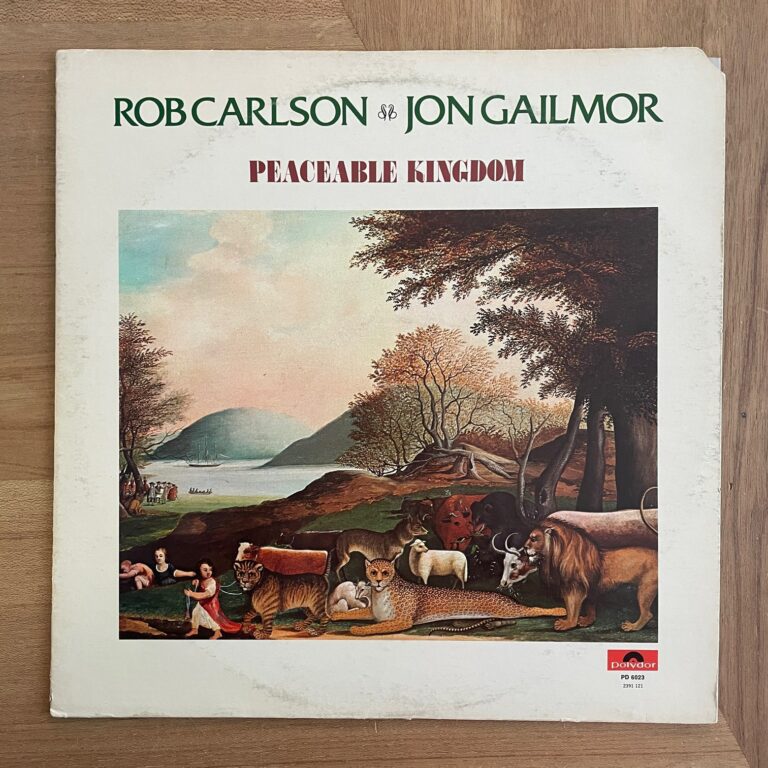 ROB CARLSON JON GAILMOR
PEACEABLE KINGDOM
polydor
PD 6023
2391 121